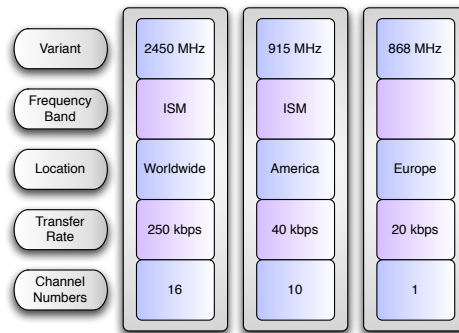 Variant 2450 MHz 915 MHz 868 MHz
Frequency
Band ISM ISM
Location Worldwide America Europe
Transfer
Rate 250 kbps 40 kbps 20 kbps
Channel
Numbers 16 10 1